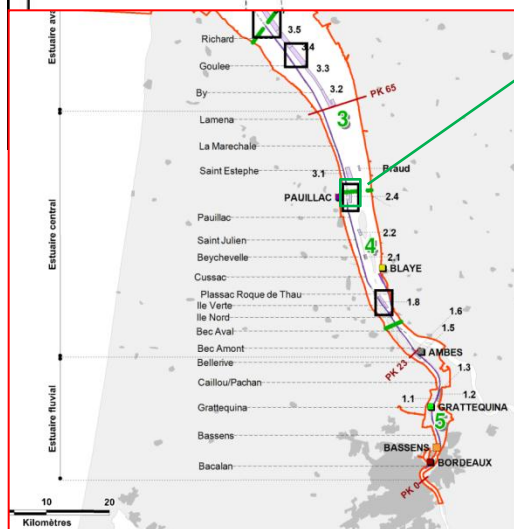 Estuaire ava
Richard
3.5
3.4
Goulee
3.3
By
3.2
PK 65
3
Lamena
La Marechale
Saint Estephe
3.1
Braud
PAUILLAC
2.4
Pauillac
2.2
Saint Julien
4
Estuaire central
Beychevelle
2,1
BLAYE
Cussac
Plassac Roque de Thau
Ile Verte
1.8
1.6
Ile Nord
1.5
Bec Aval
Bec Amont
AMBES
PK 23
Bellerive
1.3
Caillou/Pachan
1.2
1.1
Grattequina
GRATTEQUINA
5
Estuaire fluvial
Bassens
BASSENS
Bacalan
BORDEAUX
PK 0
10 20
Kilomètres